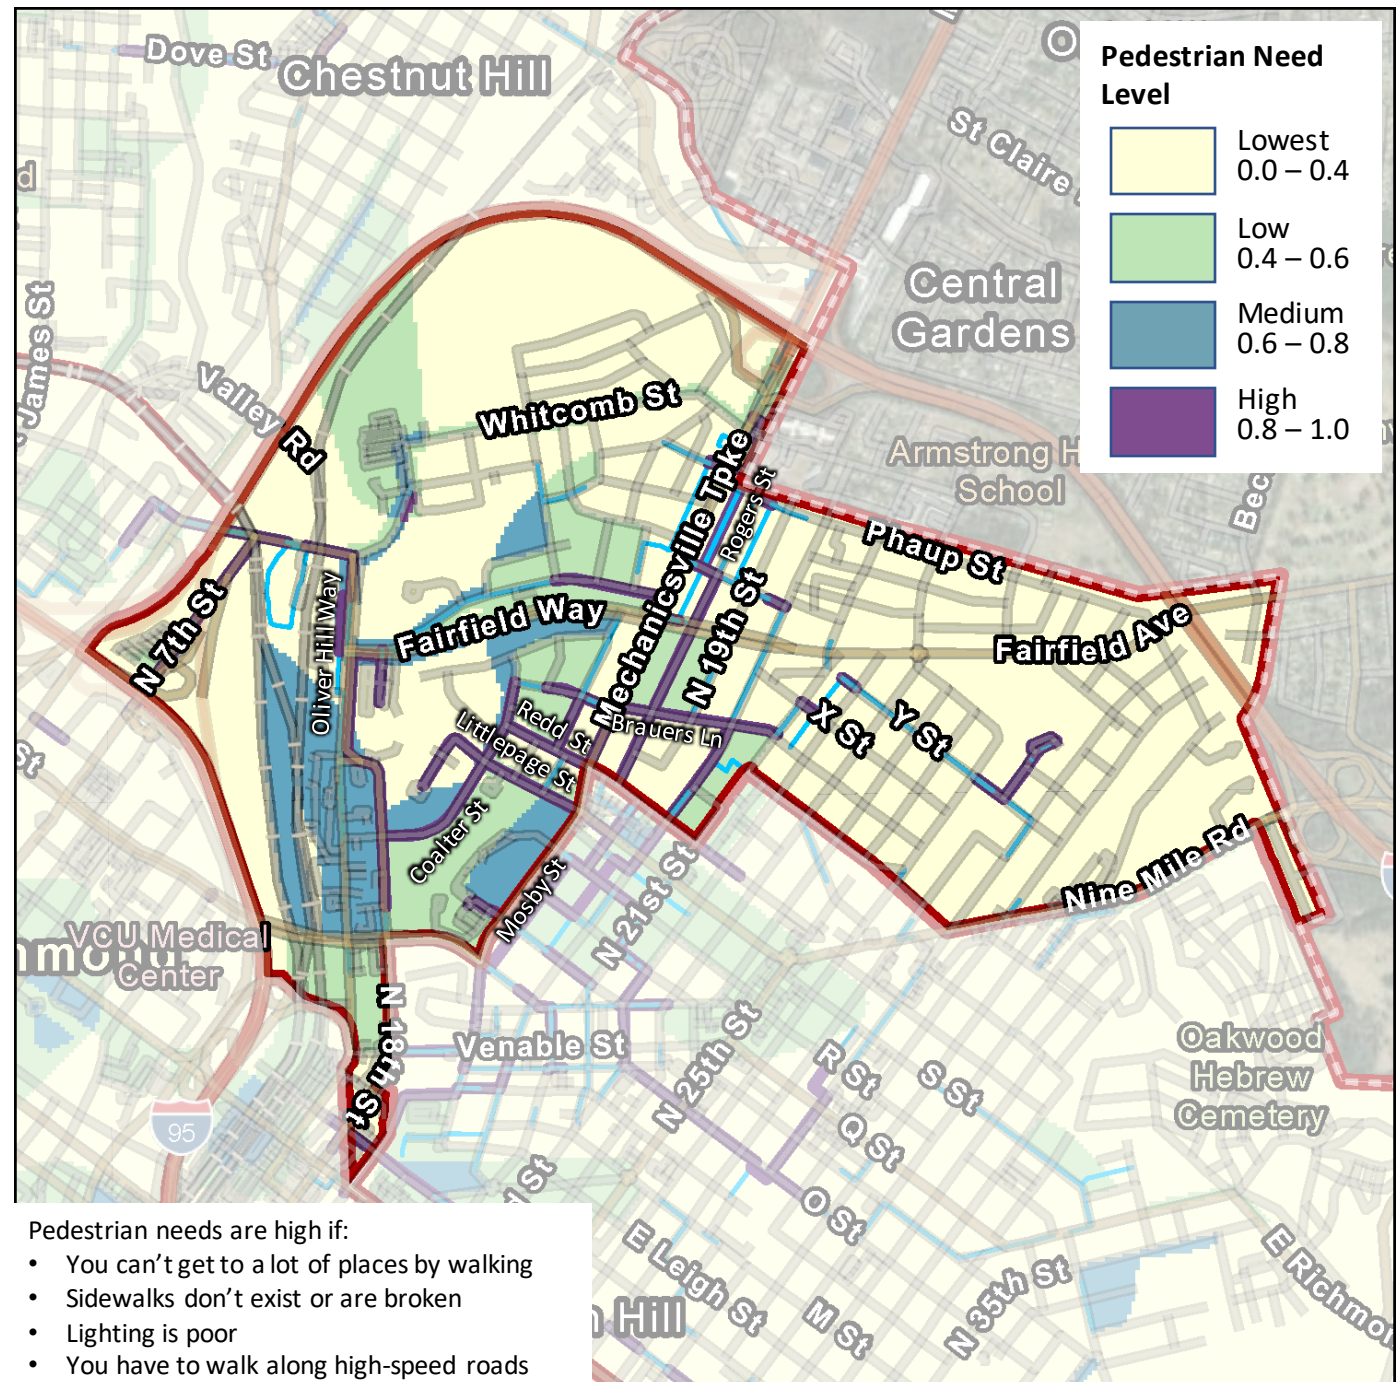 Dove St
Chestnut Hill
Pedestrian Need
Level
Lowest
0.0 – 0.4
Low
0.4 – 0.6
Medium
0.6 – 0.8
High
0.8 – 1.0
St Claire
Central
Gardens
James St
Valley Rd
Whitcomb St
Armstrong H
School
Bec
Mechanicsville Tpke
Rogers St
Phaup St
N 7th St
Oliver Hill Way
Fairfield Way
N 19th St
Fairfield Ave
Redd St
Littlepage St
Brauers Ln
X St
Y St
St
Coalter St
Mosby St
Nine Mile Rd
N 21st St
VCU Medical
Center
mond
N 18th St
Venable St
N 25th St
R St
S St
Q St
O St
Oakwood
Hebrew
Cemetery
95
d St
E Leigh St
M St
N 35th St
E Richmon
n Hill
Pedestrian needs are high if:
• You can't get to a lot of places by walking
• Sidewalks don't exist or are broken
• Lighting is poor
• You have to walk along high-speed roads